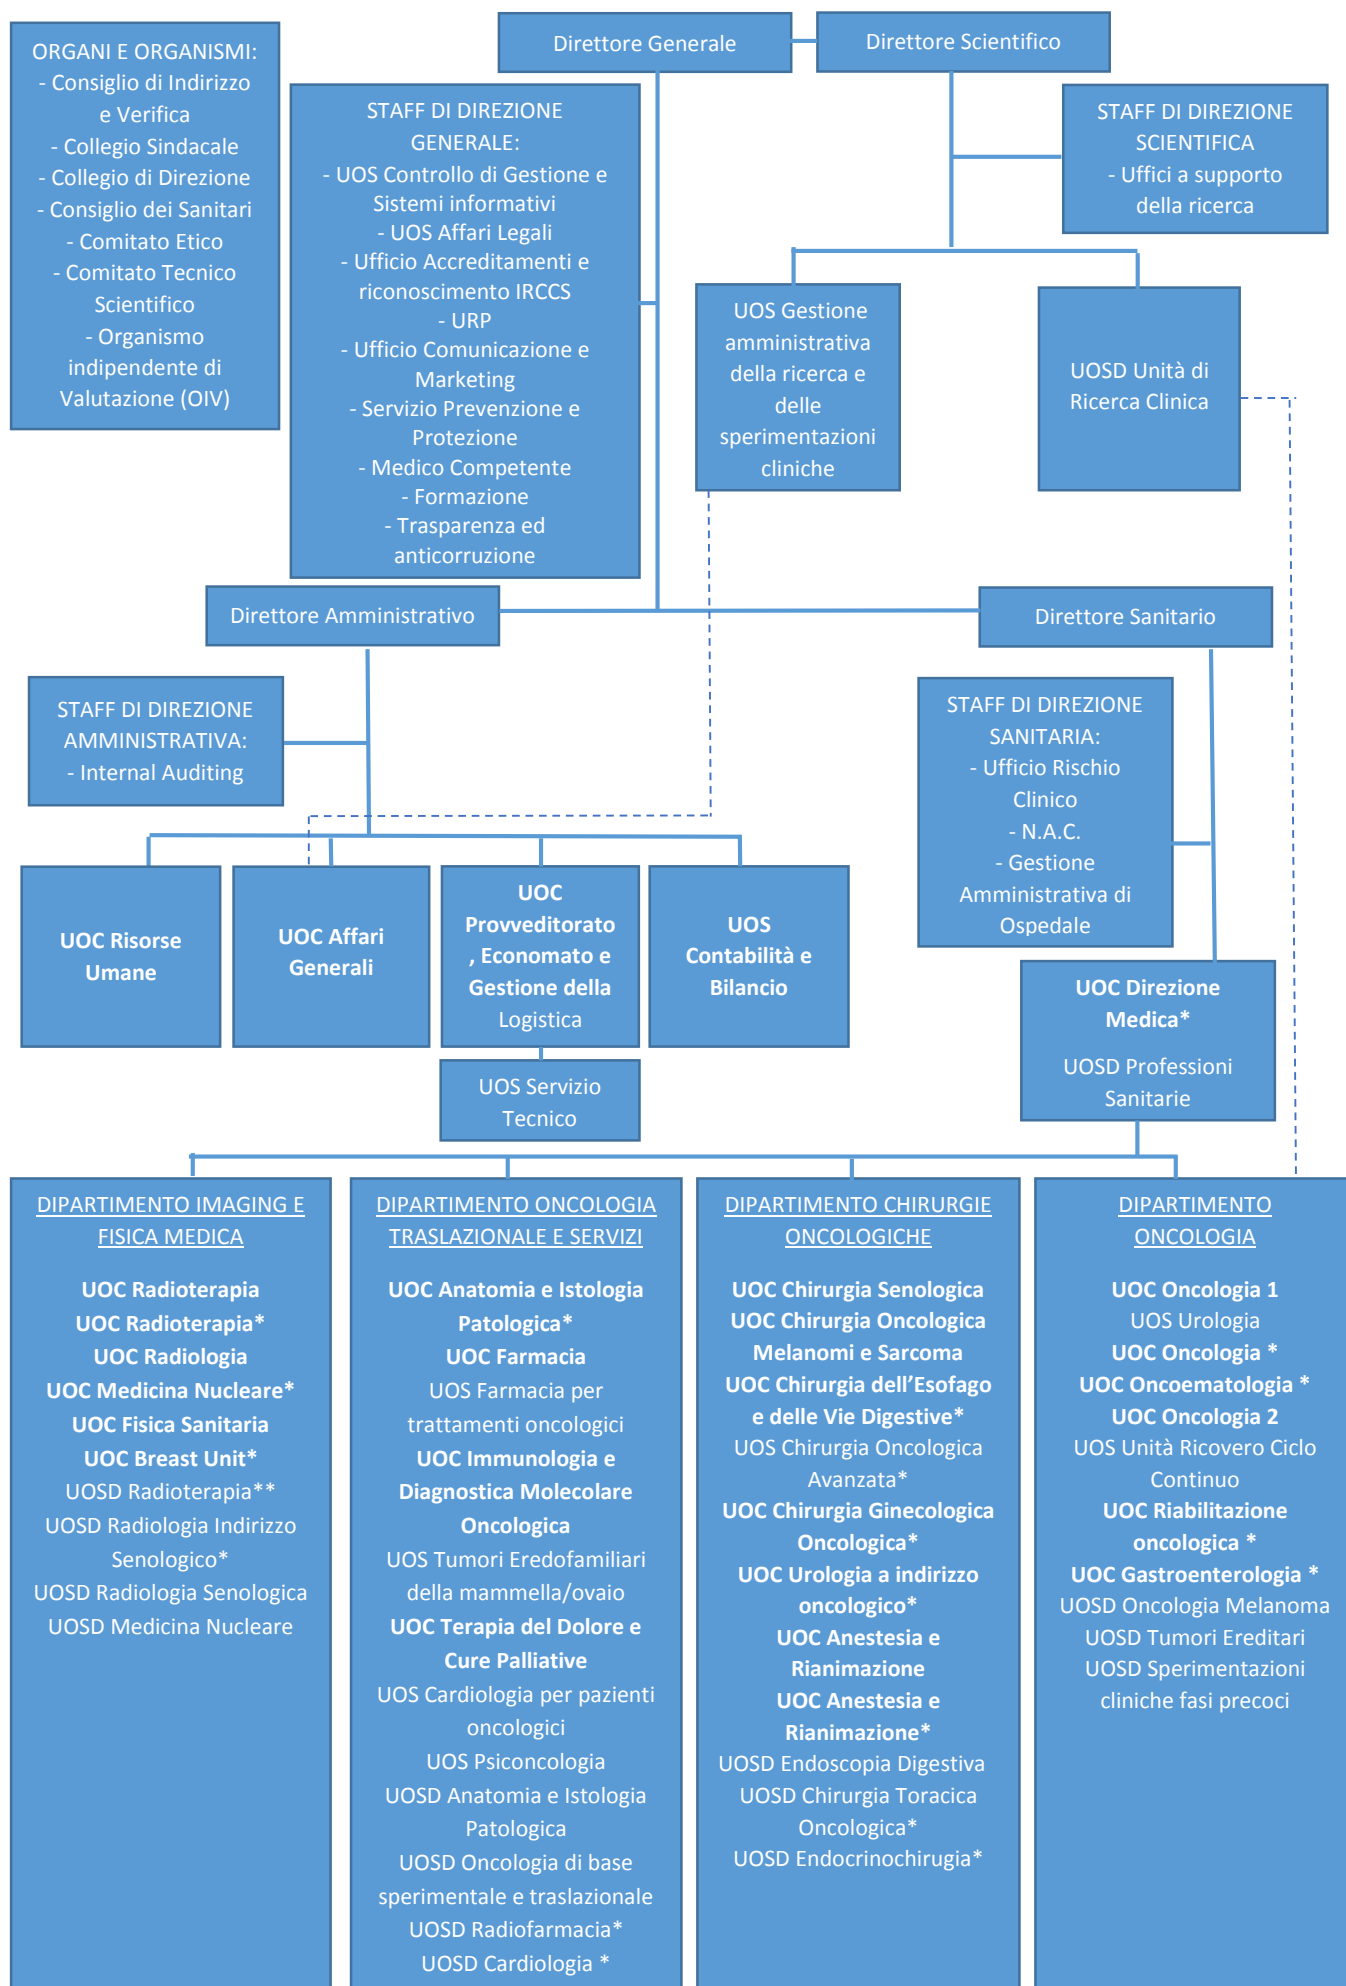 Direttore Generale
Direttore Scientifico
ORGANI E ORGANISMI:
- Consiglio di Indirizzo
e Verifica
- Collegio Sindacale
- Collegio di Direzione
- Consiglio dei Sanitari
- Comitato Etico
- Comitato Tecnico
Scientifico
- Organismo
indipendente di
Valutazione (OIV)
STAFF DI DIREZIONE
GENERALE:
- UOS Controllo di Gestione e
Sistemi informativi
- UOS Affari Legali
- Ufficio Accreditamenti e
riconoscimento IRCCS
- URP
- Ufficio Comunicazione e
Marketing
- Servizio Prevenzione e
Protezione
- Medico Competente
- Formazione
- Trasparenza ed
anticorruzione
STAFF DI DIREZIONE
SCIENTIFICA
- Uffici a supporto
della ricerca
UOS Gestione
amministrativa
della ricerca e
delle
sperimentazioni
cliniche
UOSD Unità di
Ricerca Clinica
Direttore Amministrativo
Direttore Sanitario
STAFF DI DIREZIONE
AMMINISTRATIVA:
- Internal Auditing
STAFF DI DIREZIONE
SANITARIA:
- Ufficio Rischio
Clinico
- N.A.C.
- Gestione
Amministrativa di
Ospedale
UOC Risorse
Umane
UOC Affari
Generali
UOC
Provveditorato
, Economato e
Gestione della
Logistica
UOS
Contabilità e
Bilancio
UOS Servizio
Tecnico
UOC Direzione
Medica*
UOSD Professioni
Sanitarie
DIPARTIMENTO IMAGING E
FISICA MEDICA
UOC Radioterapia
UOC Radioterapia*
UOC Radiologia
UOC Medicina Nucleare*
UOC Fisica Sanitaria
UOC Breast Unit*
UOSD Radioterapia**
UOSD Radiologia Indirizzo
Senologico*
UOSD Radiologia Senologica
UOSD Medicina Nucleare
DIPARTIMENTO ONCOLOGIA
TRASLAZIONALE E SERVIZI
UOC Anatomia e Istologia
Patologica*
UOC Farmacia
UOS Farmacia per
trattamenti oncologici
UOC Immunologia e
Diagnostica Molecolare
Oncologica
UOS Tumori Eredofamiliari
della mammella/ovaio
UOC Terapia del Dolore e
Cure Palliative
UOS Cardiologia per pazienti
oncologici
UOS Psiconcologia
UOSD Anatomia e Istologia
Patologica
UOSD Oncologia di base
sperimentale e traslazionale
UOSD Radiofarmacia*
UOSD Cardiologia *
DIPARTIMENTO CHIRURGIE
ONCOLOGICHE
UOC Chirurgia Senologica
UOC Chirurgia Oncologica
Melanomi e Sarcoma
UOC Chirurgia dell’Esofago
e delle Vie Digestive*
UOS Chirurgia Oncologica
Avanzata*
UOC Chirurgia Ginecologica
Oncologica*
UOC Urologia a indirizzo
oncologico*
UOC Anestesia e
Rianimazione
UOC Anestesia e
Rianimazione*
UOSD Endoscopia Digestiva
UOSD Chirurgia Toracica
Oncologica*
UOSD Endocrinochirugia*
DIPARTIMENTO
ONCOLOGIA
UOC Oncologia 1
UOS Urologia
UOC Oncologia *
UOC Oncoematologia *
UOC Oncologia 2
UOS Unità Ricovero Ciclo
Continuo
UOC Riabilitazione
oncologica *
UOC Gastroenterologia *
UOSD Oncologia Melanoma
UOSD Tumori Ereditari
UOSD Sperimentazioni
cliniche fasi precoci